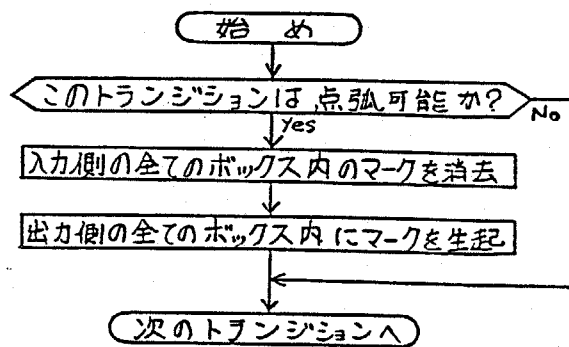 始め
このトランジションは点弧可能か?
No
Yes
入力側の全てのボックス内のマークを消去
出力側の全てのボックス内にマークを生起
次のトランジションへ